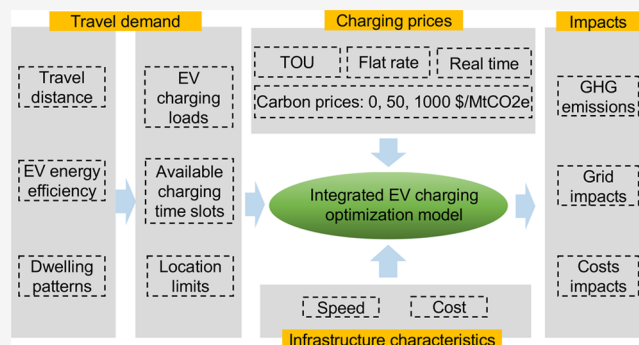 Travel demand
Charging prices
Impacts
Travel
distance
EV energy
efficiency
Dwelling
patterns
EV
charging
loads
Available
charging
time slots
Location
limits
TOU
Flat rate
Real time
Carbon prices: 0, 50, 1000 $/MtCO2e
Integrated EV charging
optimization model
Speed
Cost
Infrastructure characteristics
GHG
emissions
Grid
impacts
Costs
impacts